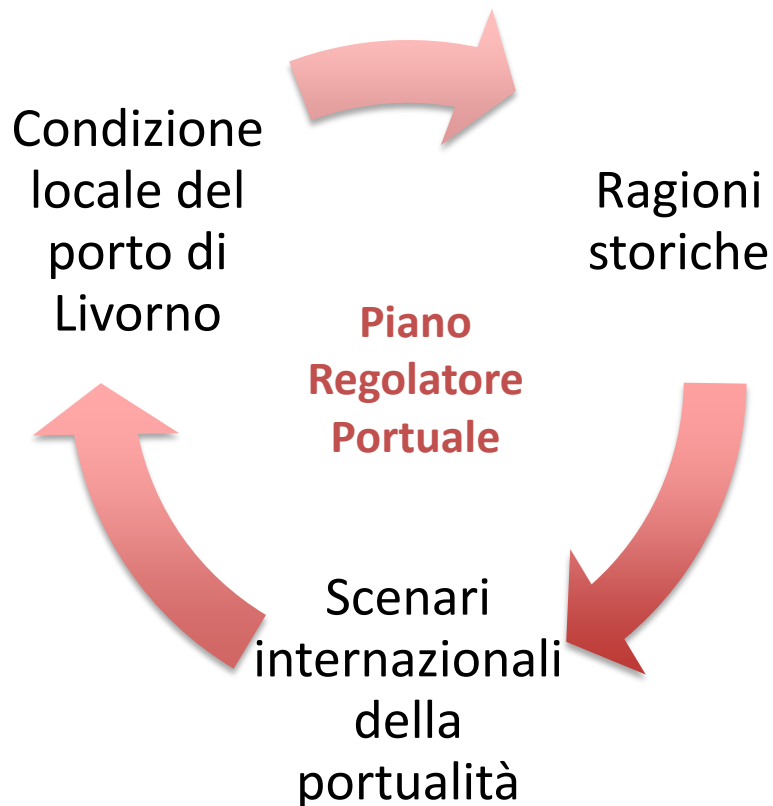 Condizione
locale del
porto di
Livorno
Ragioni
storiche
Piano
Regolatore
Portuale
Scenari
internazionali
della
portualità